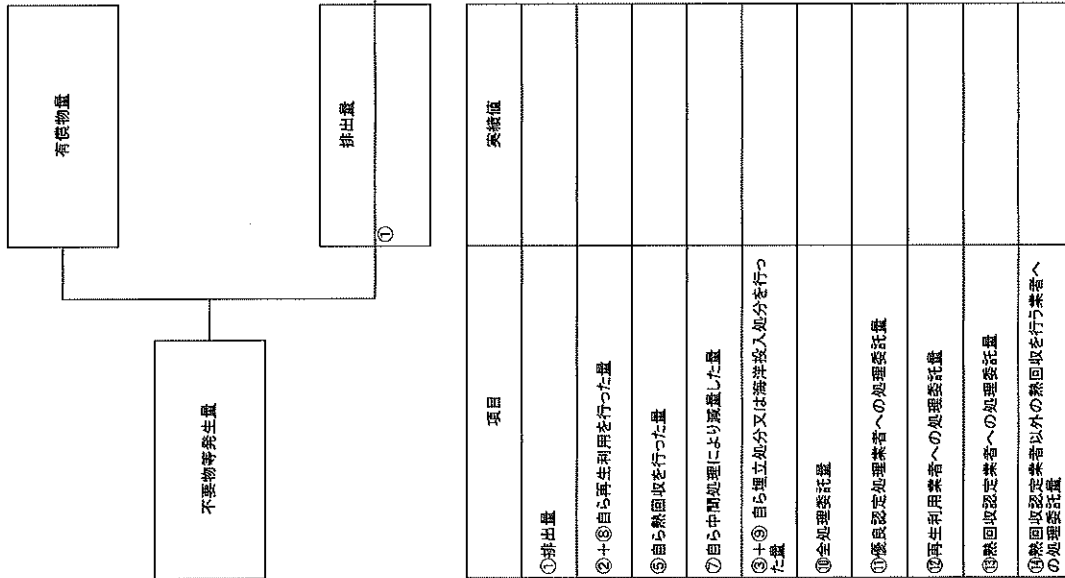 不要物等発生量
有償物量
排出量
①
項目
実績値
①排出量
②+⑧自ら再生利用を行った量
⑤自ら熱回収を行った量
⑦自ら中間処理により減量した量
③+⑨ 自ら埋立処分又は海洋投入処分を行っ
た量
⑩全処理委託量
⑪優良認定処理業者への処理委託量
⑫再生利用業者への処理委託量
⑬熱回収認定業者への処理委託量
⑭熱回収認定業者以外の熱回収を行う業者へ
の処理委託量